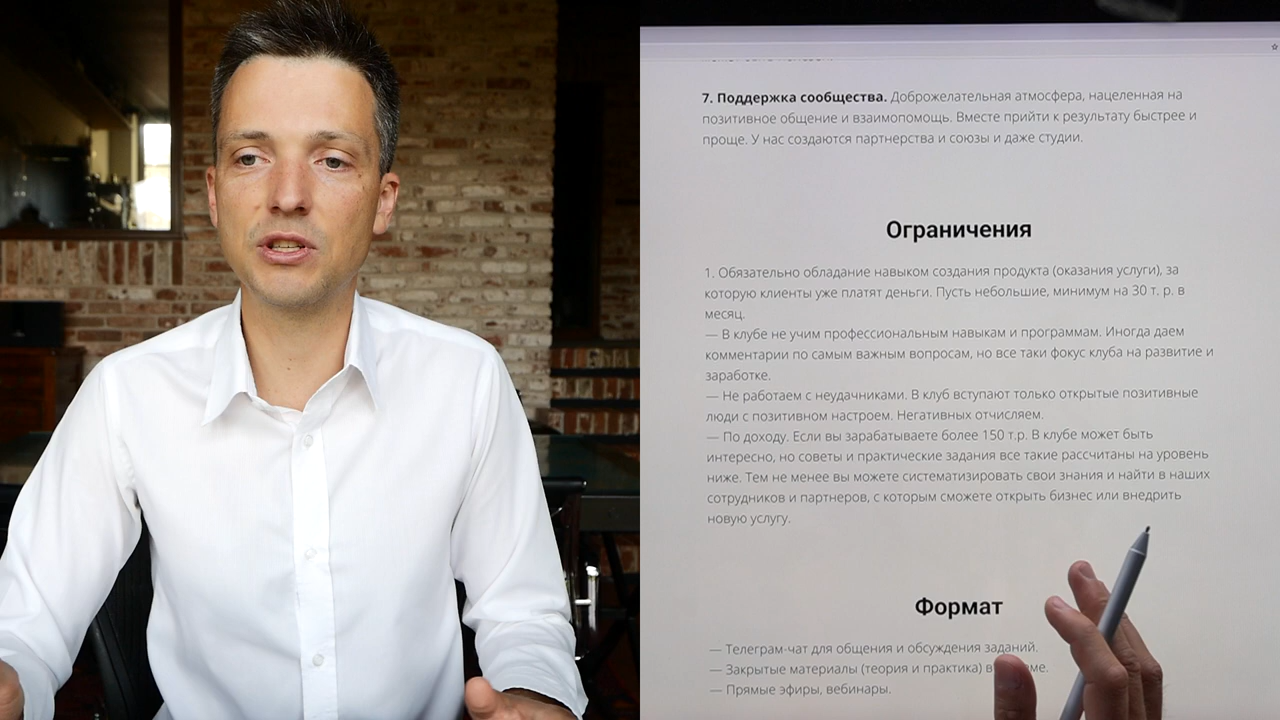 7. Поддержка сообщества. Доброжелательная атмосфера, нацеленная на
позитивное общение и взаимопомощь. Вместе прийти к результату быстрее и
проще. У нас создаются партнерства и союзы и даже студии.
Ограничения
1. Обязательно обладание навыком создания продукта (оказания услуги), за
которую клиенты уже платят деньги. Пусть небольшие, минимум на 30 т. р. в
месяц.
— В клубе не учим профессиональным навыкам и программам. Иногда даем
комментарии по самым важным вопросам, но все таки фокус клуба на развитие и
заработке.
— Не работаем с неудачниками. В клуб вступают только открытые позитивные
люди с позитивном настроем. Негативных отчисляем.
— По доходу. Если вы зарабатываете более 150 т.р. В клубе может быть
интересно, но советы и практические задания все такие рассчитаны на уровень
ниже. Тем не менее вы можете систематизировать свои знания и найти в наших
сотрудников и партнеров, с которым сможете открыть бизнес или внедрить
новую услугу.
Формат
— Телеграм-чат для общения и обсуждения заданий.
— Закрытые материалы (теория и практика)
— Прямые эфиры, вебинары.